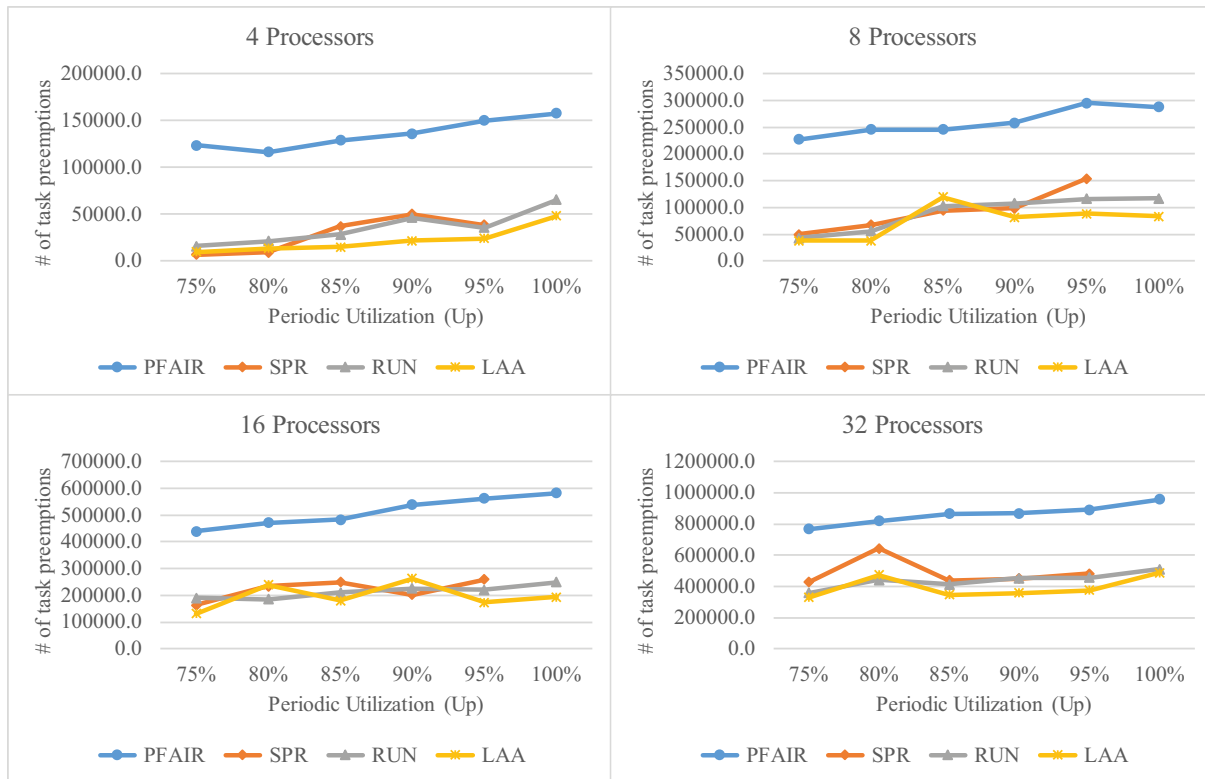 4 Processors
# of task preemptions
200000.0
150000.0
100000.0
50000.0
0.0
75% 80% 85% 90% 95% 100%
Periodic Utilization (Up)
PFAIR SPR RUN LAA
8 Processors
# of task preemptions
350000.0
300000.0
250000.0
200000.0
150000.0
100000.0
50000.0
0.0
75% 80% 85% 90% 95% 100%
Periodic Utilization (Up)
PFAIR SPR RUN LAA
16 Processors
# of task preemptions
700000.0
600000.0
500000.0
400000.0
300000.0
200000.0
100000.0
0.0
75% 80% 85% 90% 95% 100%
Periodic Utilization (Up)
PFAIR SPR RUN LAA
32 Processors
# of task preemptions
1200000.0
1000000.0
800000.0
600000.0
400000.0
200000.0
0.0
75% 80% 85% 90% 95% 100%
Periodic Utilization (Up)
PFAIR SPR RUN LAA